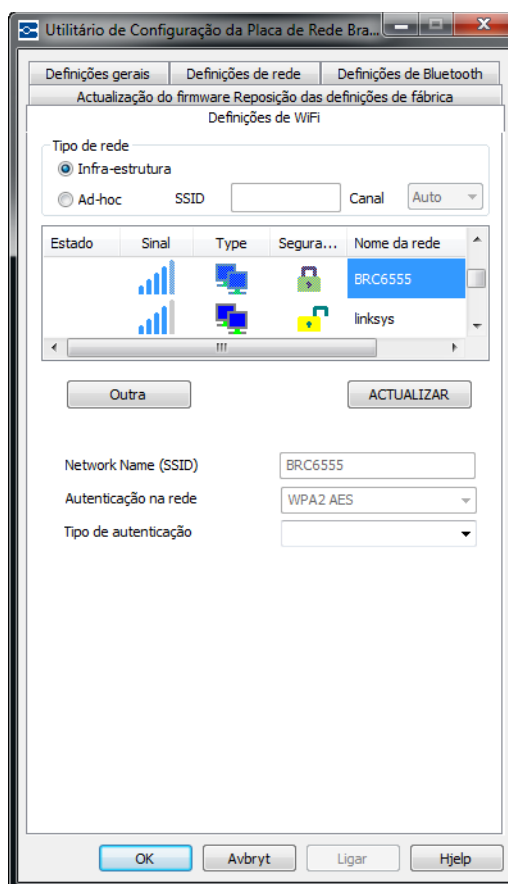 Utilitário de Configuração da Placa de Rede Bra...
Definições gerais Definições de rede Definições de Bluetooth
Actualização do firmware Reposição das definições de fábrica
Definições de WiFi
Tipo de rede
Infra-estrutura
Ad-hoc SSID Canal Auto
Estado Sinal Type Segura... Nome da rede
BRC6555
linksys
Outra ACTUALIZAR
Network Name (SSID) BRC6555
Autenticação na rede WPA2 AES
Tipo de autenticação
OK Avbryt Ligar Hjelp